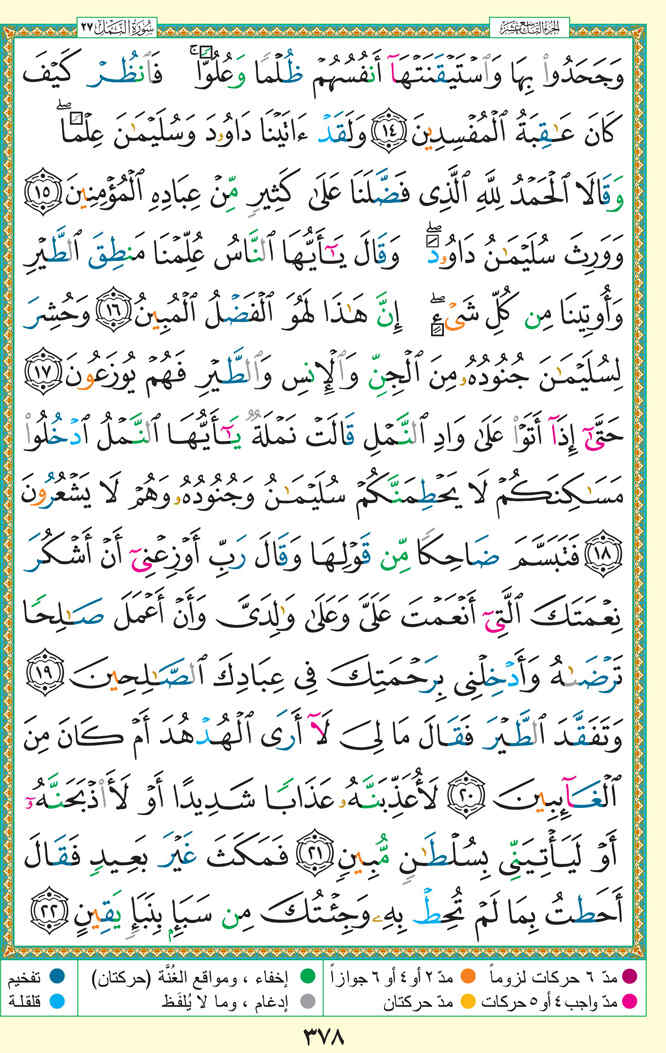 سُورَةُ النَّمْلِ ٢٧
الجزء التاسع عشر
وَجَحَدُوا۟ بِهَا وَٱسْتَيْقَنَتْهَآ أَنفُسُهُمْ ظُلْمًا وَعُلُوًّا ۚ فَٱنظُرْ كَيْفَ
كَانَ عَـٰقِبَةُ ٱلْمُفْسِدِينَ ١٤ وَلَقَدْ ءَاتَيْنَا دَاوُۥدَ وَسُلَيْمَـٰنَ عِلْمًا ۖ
وَقَالَا ٱلْحَمْدُ لِلَّهِ ٱلَّذِى فَضَّلَنَا عَلَىٰ كَثِيرٍ مِّنْ عِبَادِهِ ٱلْمُؤْمِنِينَ ١٥
وَوَرِثَ سُلَيْمَـٰنُ دَاوُۥدَ ۖ وَقَالَ يَـٰٓأَيُّهَا ٱلنَّاسُ عُلِّمْنَا مَنطِقَ ٱلطَّيْرِ
وَأُوتِينَا مِن كُلِّ شَىْءٍ ۖ إِنَّ هَـٰذَا لَهُوَ ٱلْفَضْلُ ٱلْمُبِينُ ١٦ وَحُشِرَ
لِسُلَيْمَـٰنَ جُنُودُهُۥ مِنَ ٱلْجِنِّ وَٱلْإِنسِ وَٱلطَّيْرِ فَهُمْ يُوزَعُونَ ١٧
حَتَّىٰٓ إِذَآ أَتَوْا۟ عَلَىٰ وَادِ ٱلنَّمْلِ قَالَتْ نَمْلَةٌ يَـٰٓأَيُّهَا ٱلنَّمْلُ ٱدْخُلُوا۟
مَسَـٰكِنَكُمْ لَا يَحْطِمَنَّكُمْ سُلَيْمَـٰنُ وَجُنُودُهُۥ وَهُمْ لَا يَشْعُرُونَ
١٨ فَتَبَسَّمَ ضَاحِكًا مِّن قَوْلِهَا وَقَالَ رَبِّ أَوْزِعْنِىٓ أَنْ أَشْكُرَ
نِعْمَتَكَ ٱلَّتِىٓ أَنْعَمْتَ عَلَىَّ وَعَلَىٰ وَٰلِدَىَّ وَأَنْ أَعْمَلَ صَـٰلِحًا
تَرْضَىٰهُ وَأَدْخِلْنِى بِرَحْمَتِكَ فِى عِبَادِكَ ٱلصَّـٰلِحِينَ ١٩
وَتَفَقَّدَ ٱلطَّيْرَ فَقَالَ مَا لِىَ لَآ أَرَى ٱلْهُدْهُدَ أَمْ كَانَ مِنَ
ٱلْغَآئِبِينَ ٢٠ لَأُعَذِّبَنَّهُۥ عَذَابًا شَدِيدًا أَوْ لَأَا۟ذْبَحَنَّهُۥٓ
أَوْ لَيَأْتِيَنِّى بِسُلْطَـٰنٍ مُّبِينٍ ٢١ فَمَكَثَ غَيْرَ بَعِيدٍ فَقَالَ
أَحَطتُ بِمَا لَمْ تُحِطْ بِهِۦ وَجِئْتُكَ مِن سَبَإٍۭ بِنَبَإٍ يَقِينٍ ٢٢
مدّ ٦ حركات لزوماً مدّ ٢ أو ٤ أو ٦ جوازاً إخفاء ، ومواقع الغُنَّة (حركتان) تفخيم
مدّ واجب ٤ أو ٥ حركات مدّ حركتان إدغام ، وما لا يُلفَظ قلقلة
٣٧٨